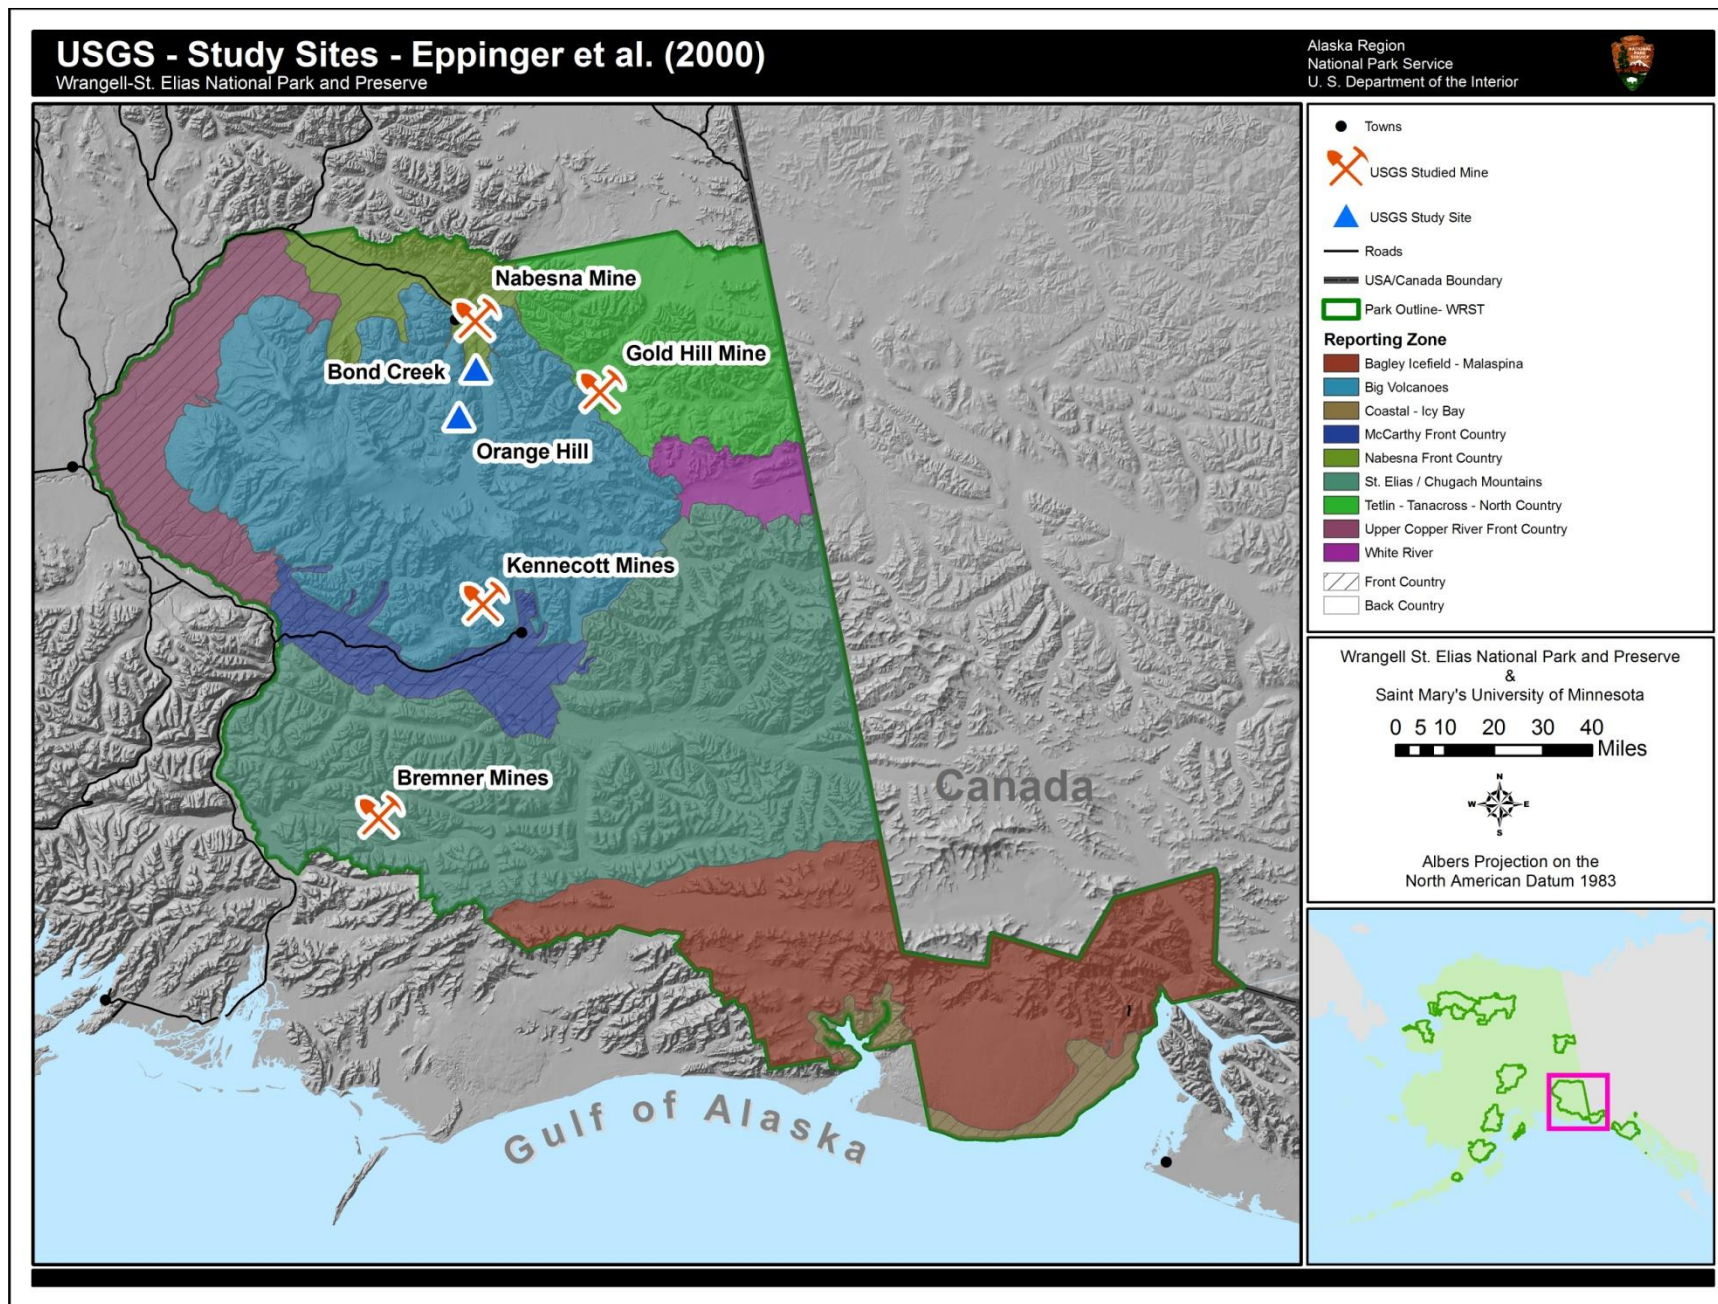 USGS - Study Sites - Eppinger et al. (2000)
Wrangell-St. Elias National Park and Preserve
Alaska Region
National Park Service
U. S. Department of the Interior
Nabesna Mine
Gold Hill Mine
Bond Creek
Orange Hill
Kennecott Mines
Bremner Mines
Canada
Gulf of Alaska
Towns
USGS Studied Mine
USGS Study Site
Roads
USA/Canada Boundary
Park Outline- WRST
Reporting Zone
Bagley Icefield - Malaspina
Big Volcanoes
Coastal - Icy Bay
McCarthy Front Country
Nabesna Front Country
St. Elias / Chugach Mountains
Tetlin - Tanacross - North Country
Upper Copper River Front Country
White River
Front Country
Back Country
Wrangell St. Elias National Park and Preserve
&
Saint Mary's University of Minnesota
0 5 10 20 30 40
Miles
N
W E
S
Albers Projection on the
North American Datum 1983